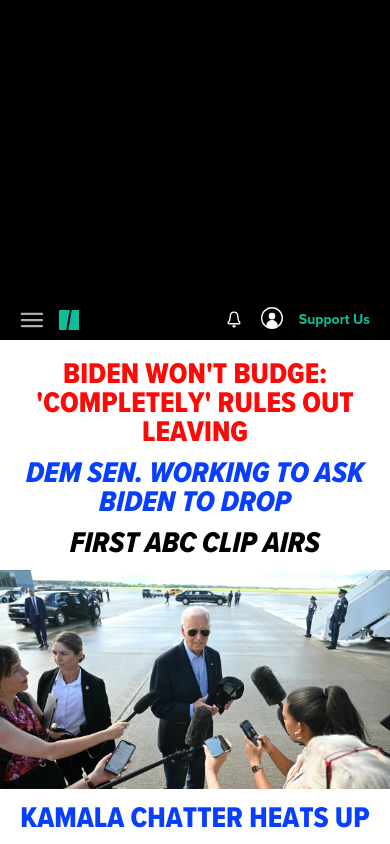 Support Us
BIDEN WON'T BUDGE:
'COMPLETELY' RULES OUT
LEAVING
DEM SEN. WORKING TO ASK
BIDEN TO DROP
FIRST ABC CLIP AIRS
KAMALA CHATTER HEATS UP